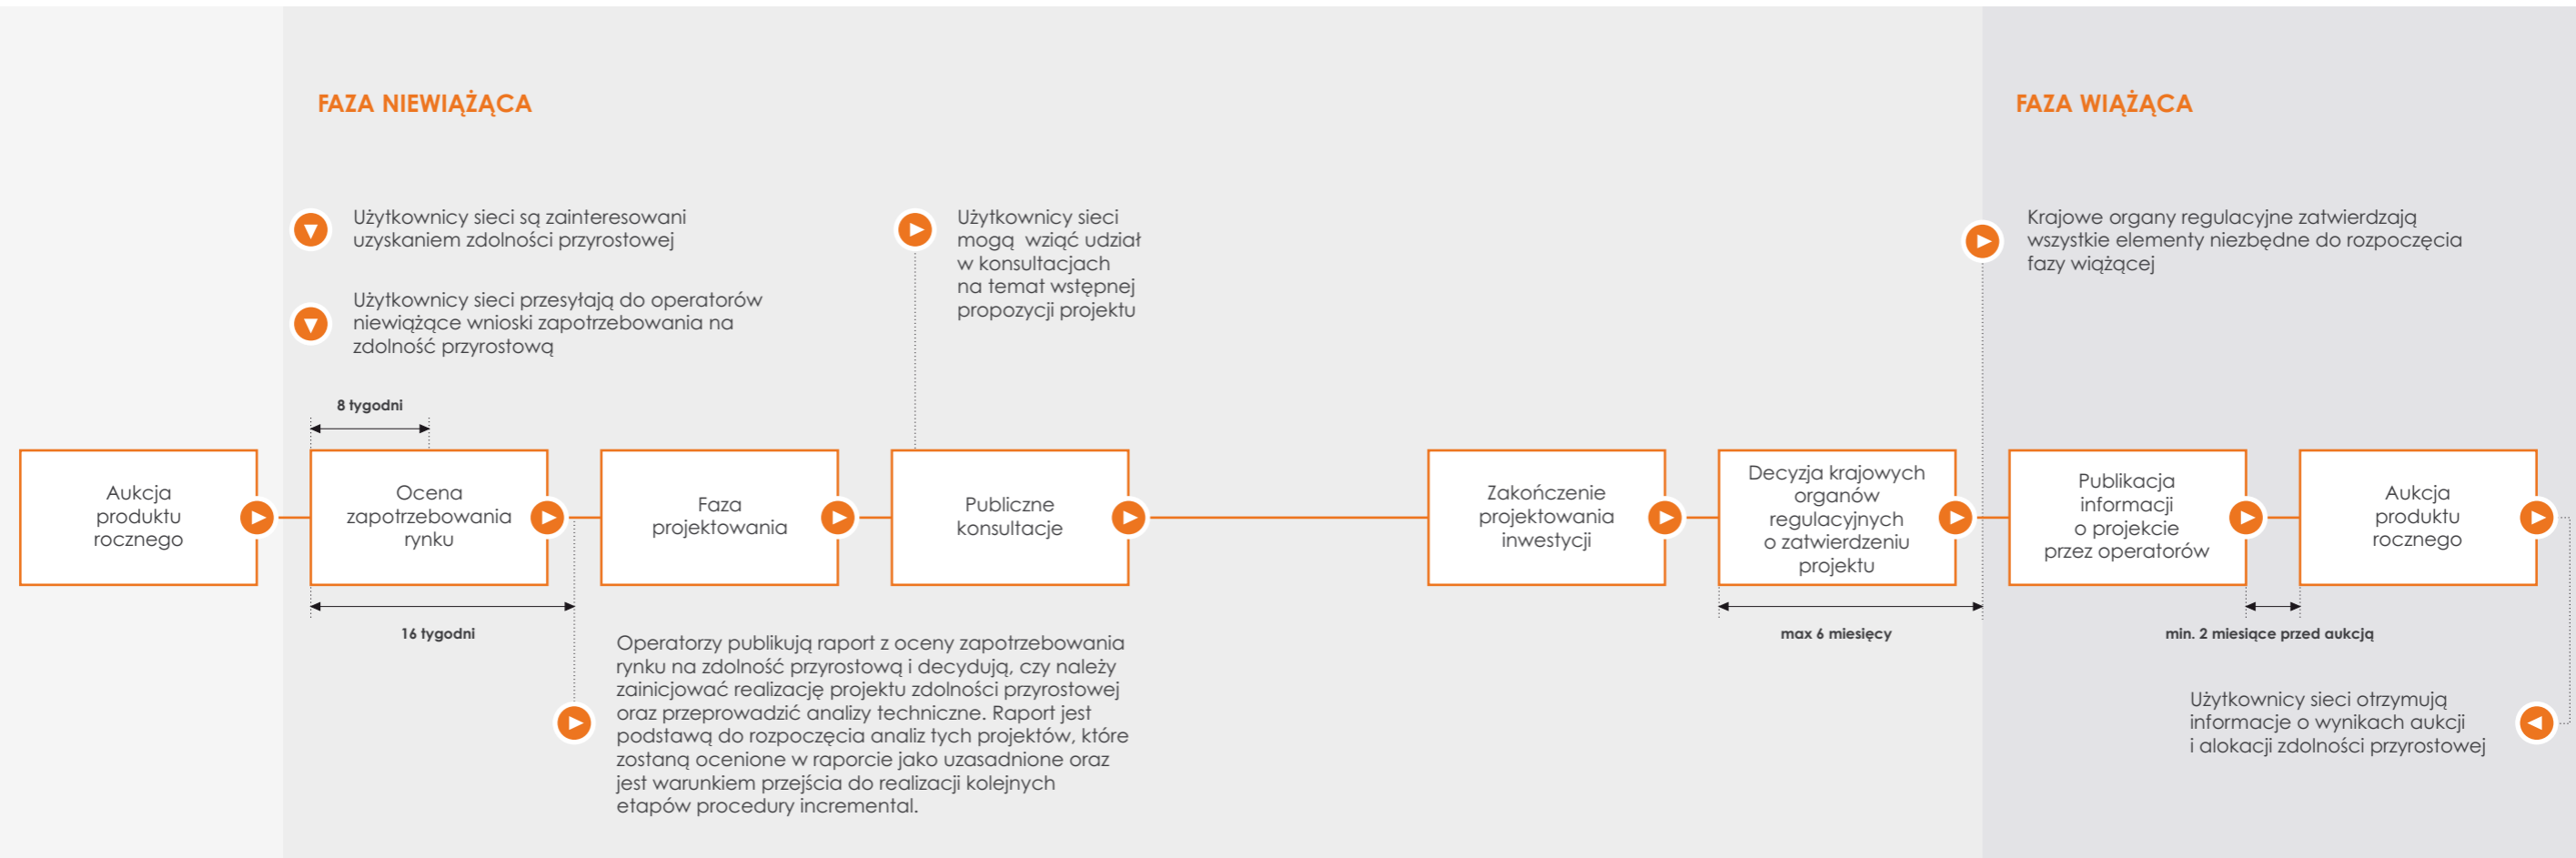 FAZA NIEWIĄŻĄCA
FAZA WIĄŻĄCA
Użytkownicy sieci są zainteresowani
uzyskaniem zdolności przyrostowej
Użytkownicy sieci przesyłają do operatorów
niewiążące wnioski zapotrzebowania na
zdolność przyrostową
Użytkownicy sieci
mogą wziąć udział
w konsultacjach
na temat wstępnej
propozycji projektu
Krajowe organy regulacyjne zatwierdzają
wszystkie elementy niezbędne do rozpoczęcia
fazy wiążącej
8 tygodni
Aukcja
produktu
rocznego
Ocena
zapotrzebowania
rynku
Faza
projektowania
Publiczne
konsultacje
Zakończenie
projektowania
inwestycji
Decyzja krajowych
organów
regulacyjnych
o zatwierdzeniu
projektu
Publikacja
informacji
o projekcie
przez operatorów
Aukcja
produktu
rocznego
16 tygodni
max 6 miesięcy
min. 2 miesiące przed aukcją
Operatorzy publikują raport z oceny zapotrzebowania
rynku na zdolność przyrostową i decydują, czy należy
zainicjować realizację projektu zdolności przyrostowej
oraz przeprowadzić analizy techniczne. Raport jest
podstawą do rozpoczęcia analiz tych projektów, które
zostaną ocenione w raporcie jako uzasadnione oraz
jest warunkiem przejścia do realizacji kolejnych
etapów procedury incremental.
Użytkownicy sieci otrzymują
informacje o wynikach aukcji
i alokacji zdolności przyrostowej